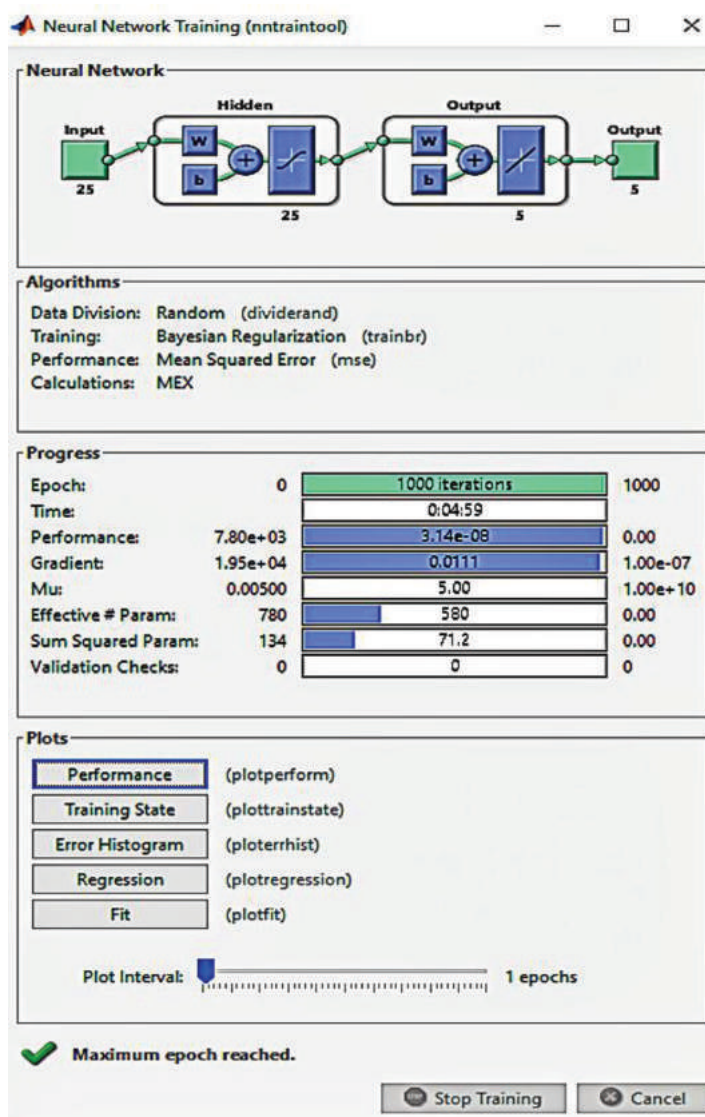 Neural Network Training (nntraintool)
Neural Network
Hidden Output
Input W b + W b + Output
25 25 5 5
Algorithms
Data Division: Random (dividerand)
Training: Bayesian Regularization (trainbr)
Performance: Mean Squared Error (mse)
Calculations: MEX
Progress
Epoch: 0 1000 iterations 1000
Time: 0:04:59
Performance: 7.80e+03 3.14e-08 0.00
Gradient: 1.95e+04 0.0111 1.00e-07
Mu: 0.00500 5.00 1.00e+10
Effective # Param: 780 580 0.00
Sum Squared Param: 134 71.2 0.00
Validation Checks: 0 0 0
Plots
Performance (plotperform)
Training State (plottrainstate)
Error Histogram (ploterrhist)
Regression (plotregression)
Fit (plotfit)
Plot Interval: 1 epochs
Maximum epoch reached.
Stop Training Cancel